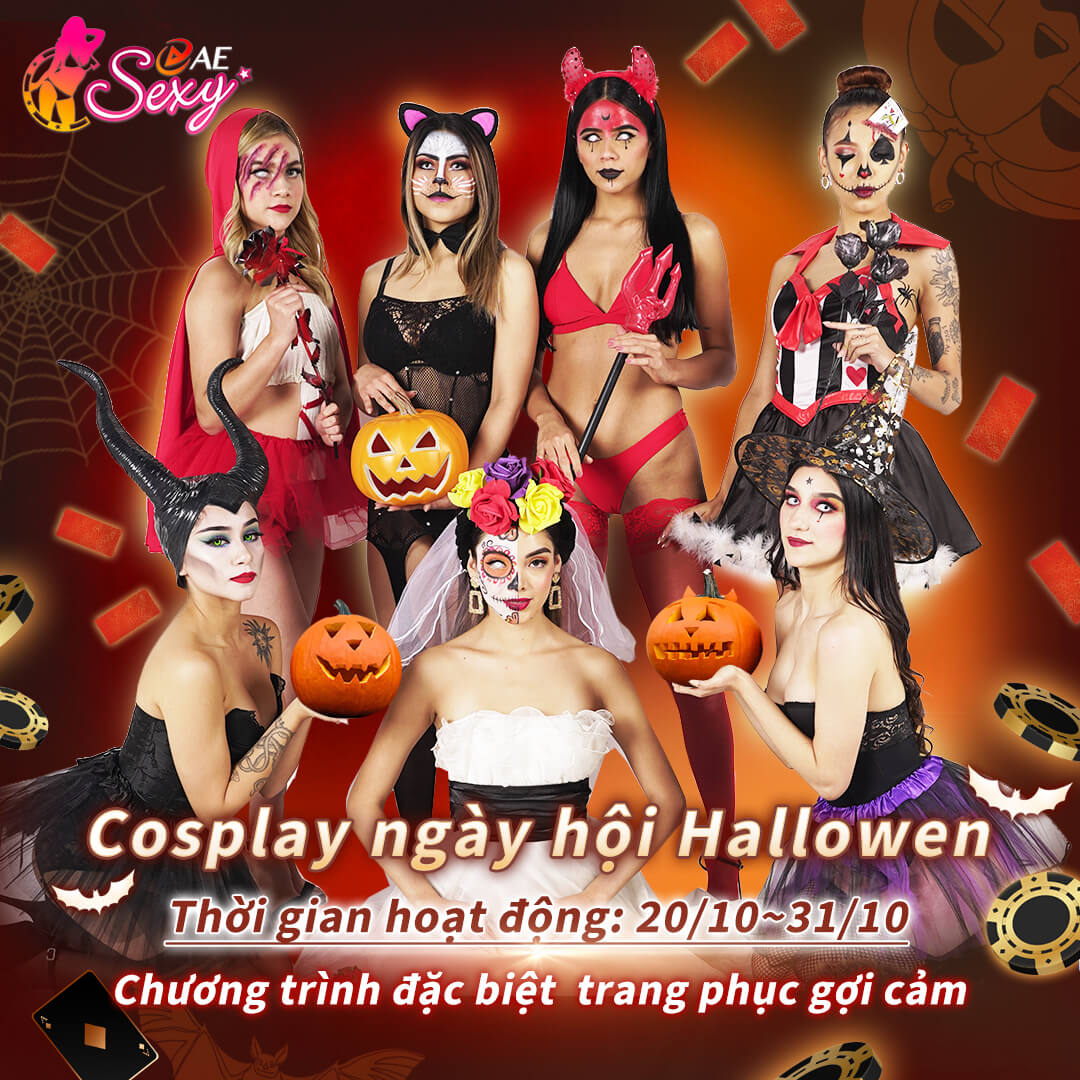 AE
Sexy
Cosplay ngày hội Hallowen
Thời gian hoạt động: 20/10~31/10
Chương trình đặc biệt trang phục gợi cảm